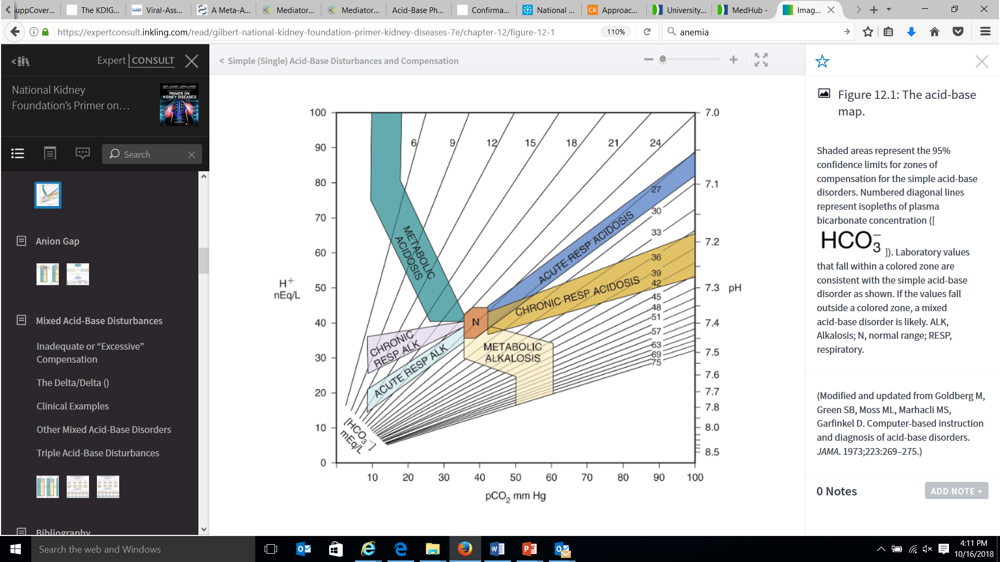 SuppCover...
The KDIG...
Viral-Ass...
A Meta-A...
Mediator...
Mediator...
Acid-Base Ph...
Confirma...
National ...
CK Approac...
University...
MedHub -
Imag...
https://expertconsult.inkling.com/read/gilbert-national-kidney-foundation-primer-kidney-diseases-7e/chapter-12/figure-12-1
110%
anemia
Expert CONSULT
National Kidney
Foundation's Primer on...
PRIMER ON
KIDNEY DISEASES
Search
Anion Gap
Mixed Acid-Base Disturbances
Inadequate or “Excessive”
Compensation
The Delta/Delta ()
Clinical Examples
Other Mixed Acid-Base Disorders
Triple Acid-Base Disturbances
Bibliography
< Simple (Single) Acid-Base Disturbances and Compensation
100
90
80
70
60
50
40
30
20
10
0
H+
nEq/L
6
9
12
15
18
21
24
27
30
33
36
39
42
45
48
51
57
63
69
75
METABOLIC
ACIDOSIS
ACUTE RESP ACIDOSIS
CHRONIC RESP ACIDOSIS
N
CHRONIC
RESP ALK
ACUTE RESP ALK
METABOLIC
ALKALOSIS
[HCO3−]
mEq/L
7.0
7.1
7.2
7.3
7.4
7.5
7.6
7.7
7.8
8.0
8.5
pH
10
20
30
40
50
60
70
80
90
100
pCO2 mm Hg
Figure 12.1: The acid-base
map.
Shaded areas represent the 95%
confidence limits for zones of
compensation for the simple acid-base
disorders. Numbered diagonal lines
represent isopleths of plasma
bicarbonate concentration ([
HCO3− ]). Laboratory values
that fall within a colored zone are
consistent with the simple acid-base
disorder as shown. If the values fall
outside a colored zone, a mixed
acid-base disorder is likely. ALK,
Alkalosis; N, normal range; RESP,
respiratory.
(Modified and updated from Goldberg M,
Green SB, Moss ML, Marhacli MS,
Garfinkel D. Computer-based instruction
and diagnosis of acid-base disorders.
JAMA. 1973;223:269–275.)
0 Notes
ADD NOTE +
Search the web and Windows
4:11 PM
10/16/2018